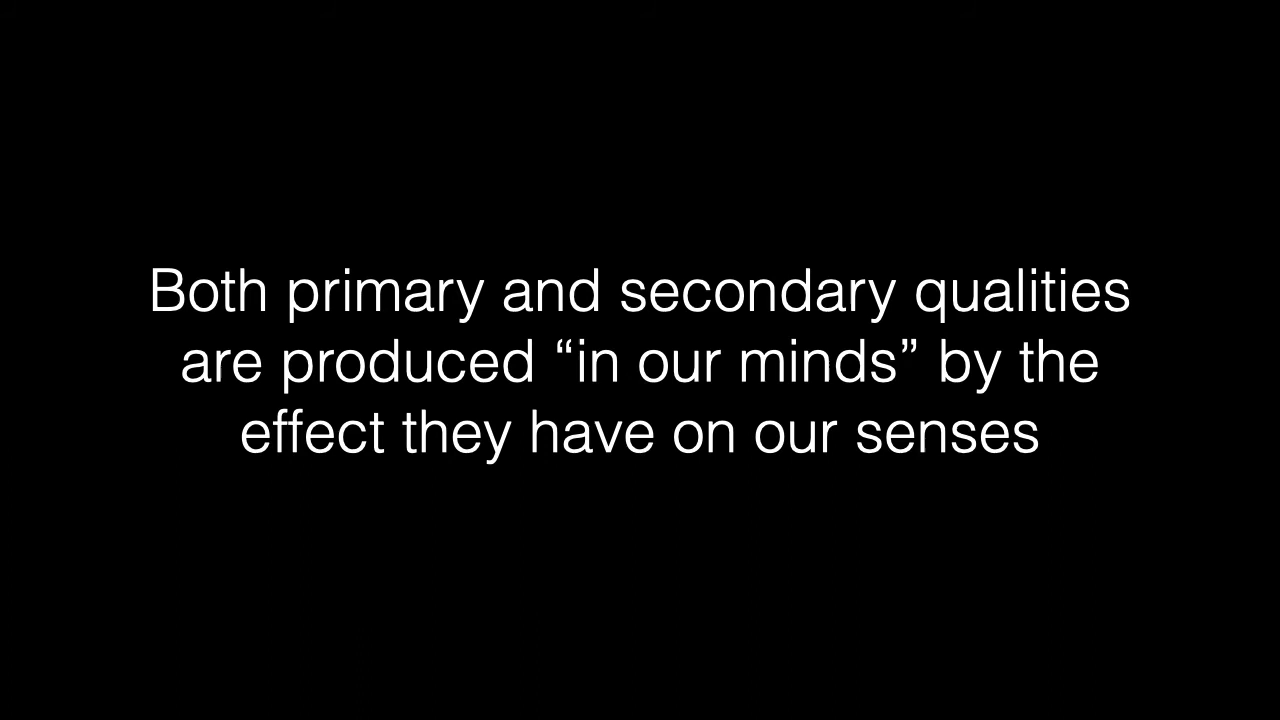 Both primary and secondary qualities
are produced “in our minds” by the
effect they have on our senses